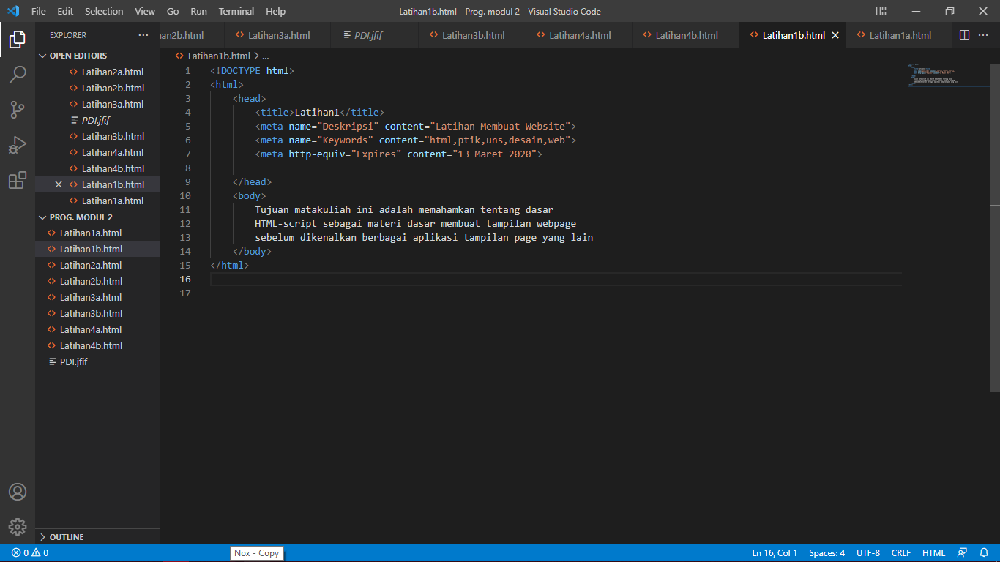 File Edit Selection View Go Run Terminal Help Latihan1b.html - Prog. modul 2 - Visual Studio Code
EXPLORER
OPEN EDITORS
Latihan2a.html
Latihan2b.html
Latihan3a.html
PDI.jfif
Latihan3b.html
Latihan4a.html
Latihan4b.html
Latihan1b.html
Latihan1a.html
PROG. MODUL 2
Latihan1a.html
Latihan1b.html
Latihan2a.html
Latihan2b.html
Latihan3a.html
Latihan3b.html
Latihan4a.html
Latihan4b.html
PDI.jfif
OUTLINE
an2b.html Latihan3a.html PDI.jfif Latihan3b.html Latihan4a.html Latihan4b.html Latihan1b.html Latihan1a.html
Latihan1b.html > ...
1 <!DOCTYPE html>
2 <html>
3 <head>
4 <title>Latihan1</title>
5 <meta name="Deskripsi" content="Latihan Membuat Website">
6 <meta name="Keywords" content="html,ptik,uns,desain,web">
7 <meta http-equiv="Expires" content="13 Maret 2020">
8
9 </head>
10 <body>
11 Tujuan matakuliah ini adalah memahamkan tentang dasar
12 HTML-script sebagai materi dasar membuat tampilan webpage
13 sebelum dikenalkan berbagai aplikasi tampilan page yang lain
14 </body>
15 </html>
16
17
0 0 Nox - Copy Ln 16, Col 1 Spaces: 4 UTF-8 CRLF HTML